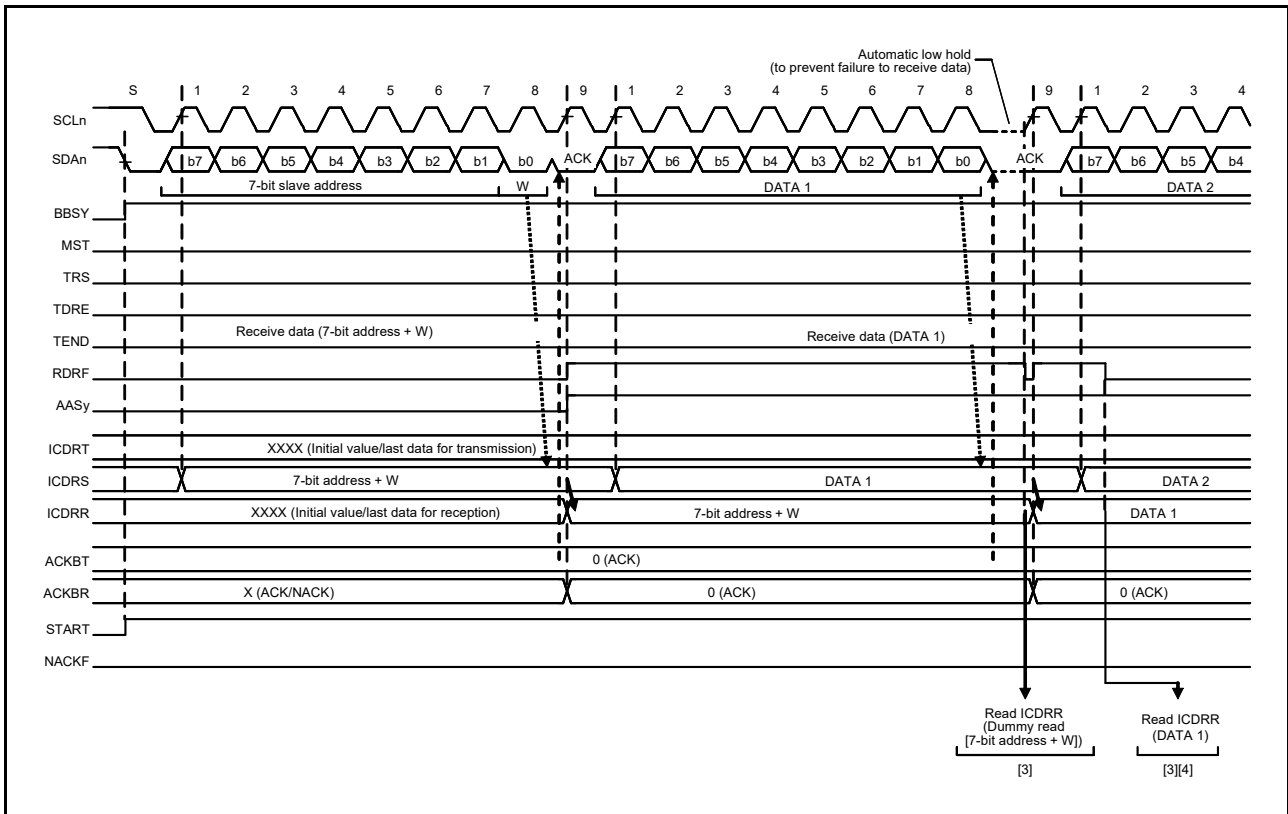 Automatic low hold
(to prevent failure to receive data)
S 1 2 3 4 5 6 7 8 9 1 2 3 4 5 6 7 8 9 1 2 3 4
SCLn
SDAn b7 b6 b5 b4 b3 b2 b1 b0 ACK b7 b6 b5 b4 b3 b2 b1 b0 ACK b7 b6 b5 b4
7-bit slave address W DATA 1 DATA 2
BBSY
MST
TRS
TDRE
Receive data (7-bit address + W) Receive data (DATA 1)
TEND
RDRF
AASy
ICDRT XXXX (Initial value/last data for transmission)
ICDRS 7-bit address + W DATA 1 DATA 2
ICDRR XXXX (Initial value/last data for reception) 7-bit address + W DATA 1
ACKBT 0 (ACK)
ACKBR X (ACK/NACK) 0 (ACK) 0 (ACK)
START
NACKF
Read ICDRR
(Dummy read
[7-bit address + W])
[3]
Read ICDRR
(DATA 1)
[3][4]